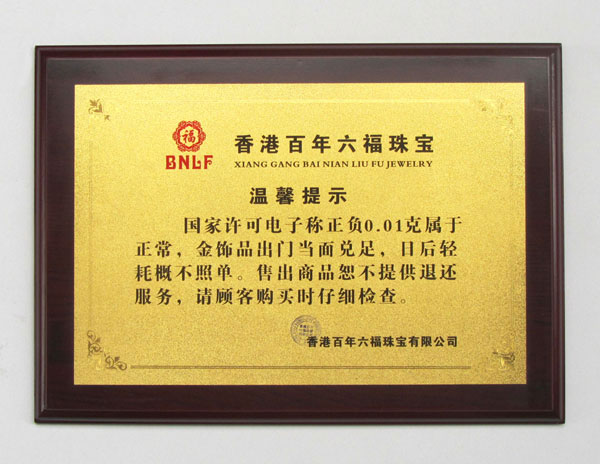 福
BNLF
香港百年六福珠宝
XIANG GANG BAI NIAN LIU FU JEWELRY
温馨提示
国家许可电子称正负0.01克属于
正常，金饰品出门当面兑足，日后轻
耗概不照单。售出商品恕不提供退还
服务，请顾客购买时仔细检查。
香港百年六福珠宝有限公司